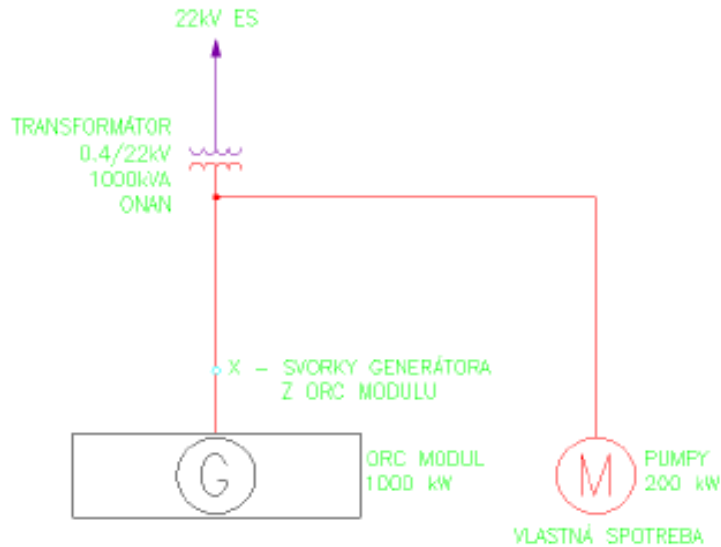 22kV ES
TRANSFORMÁTOR
0.4/22kV
1000kVA
ONAN
X - SVORKY GENERÁTORA
Z ORC MODULU
G
ORC MODUL
1000 kW
M
PUMPY
200 kW
VLASTNÁ SPOTREBA